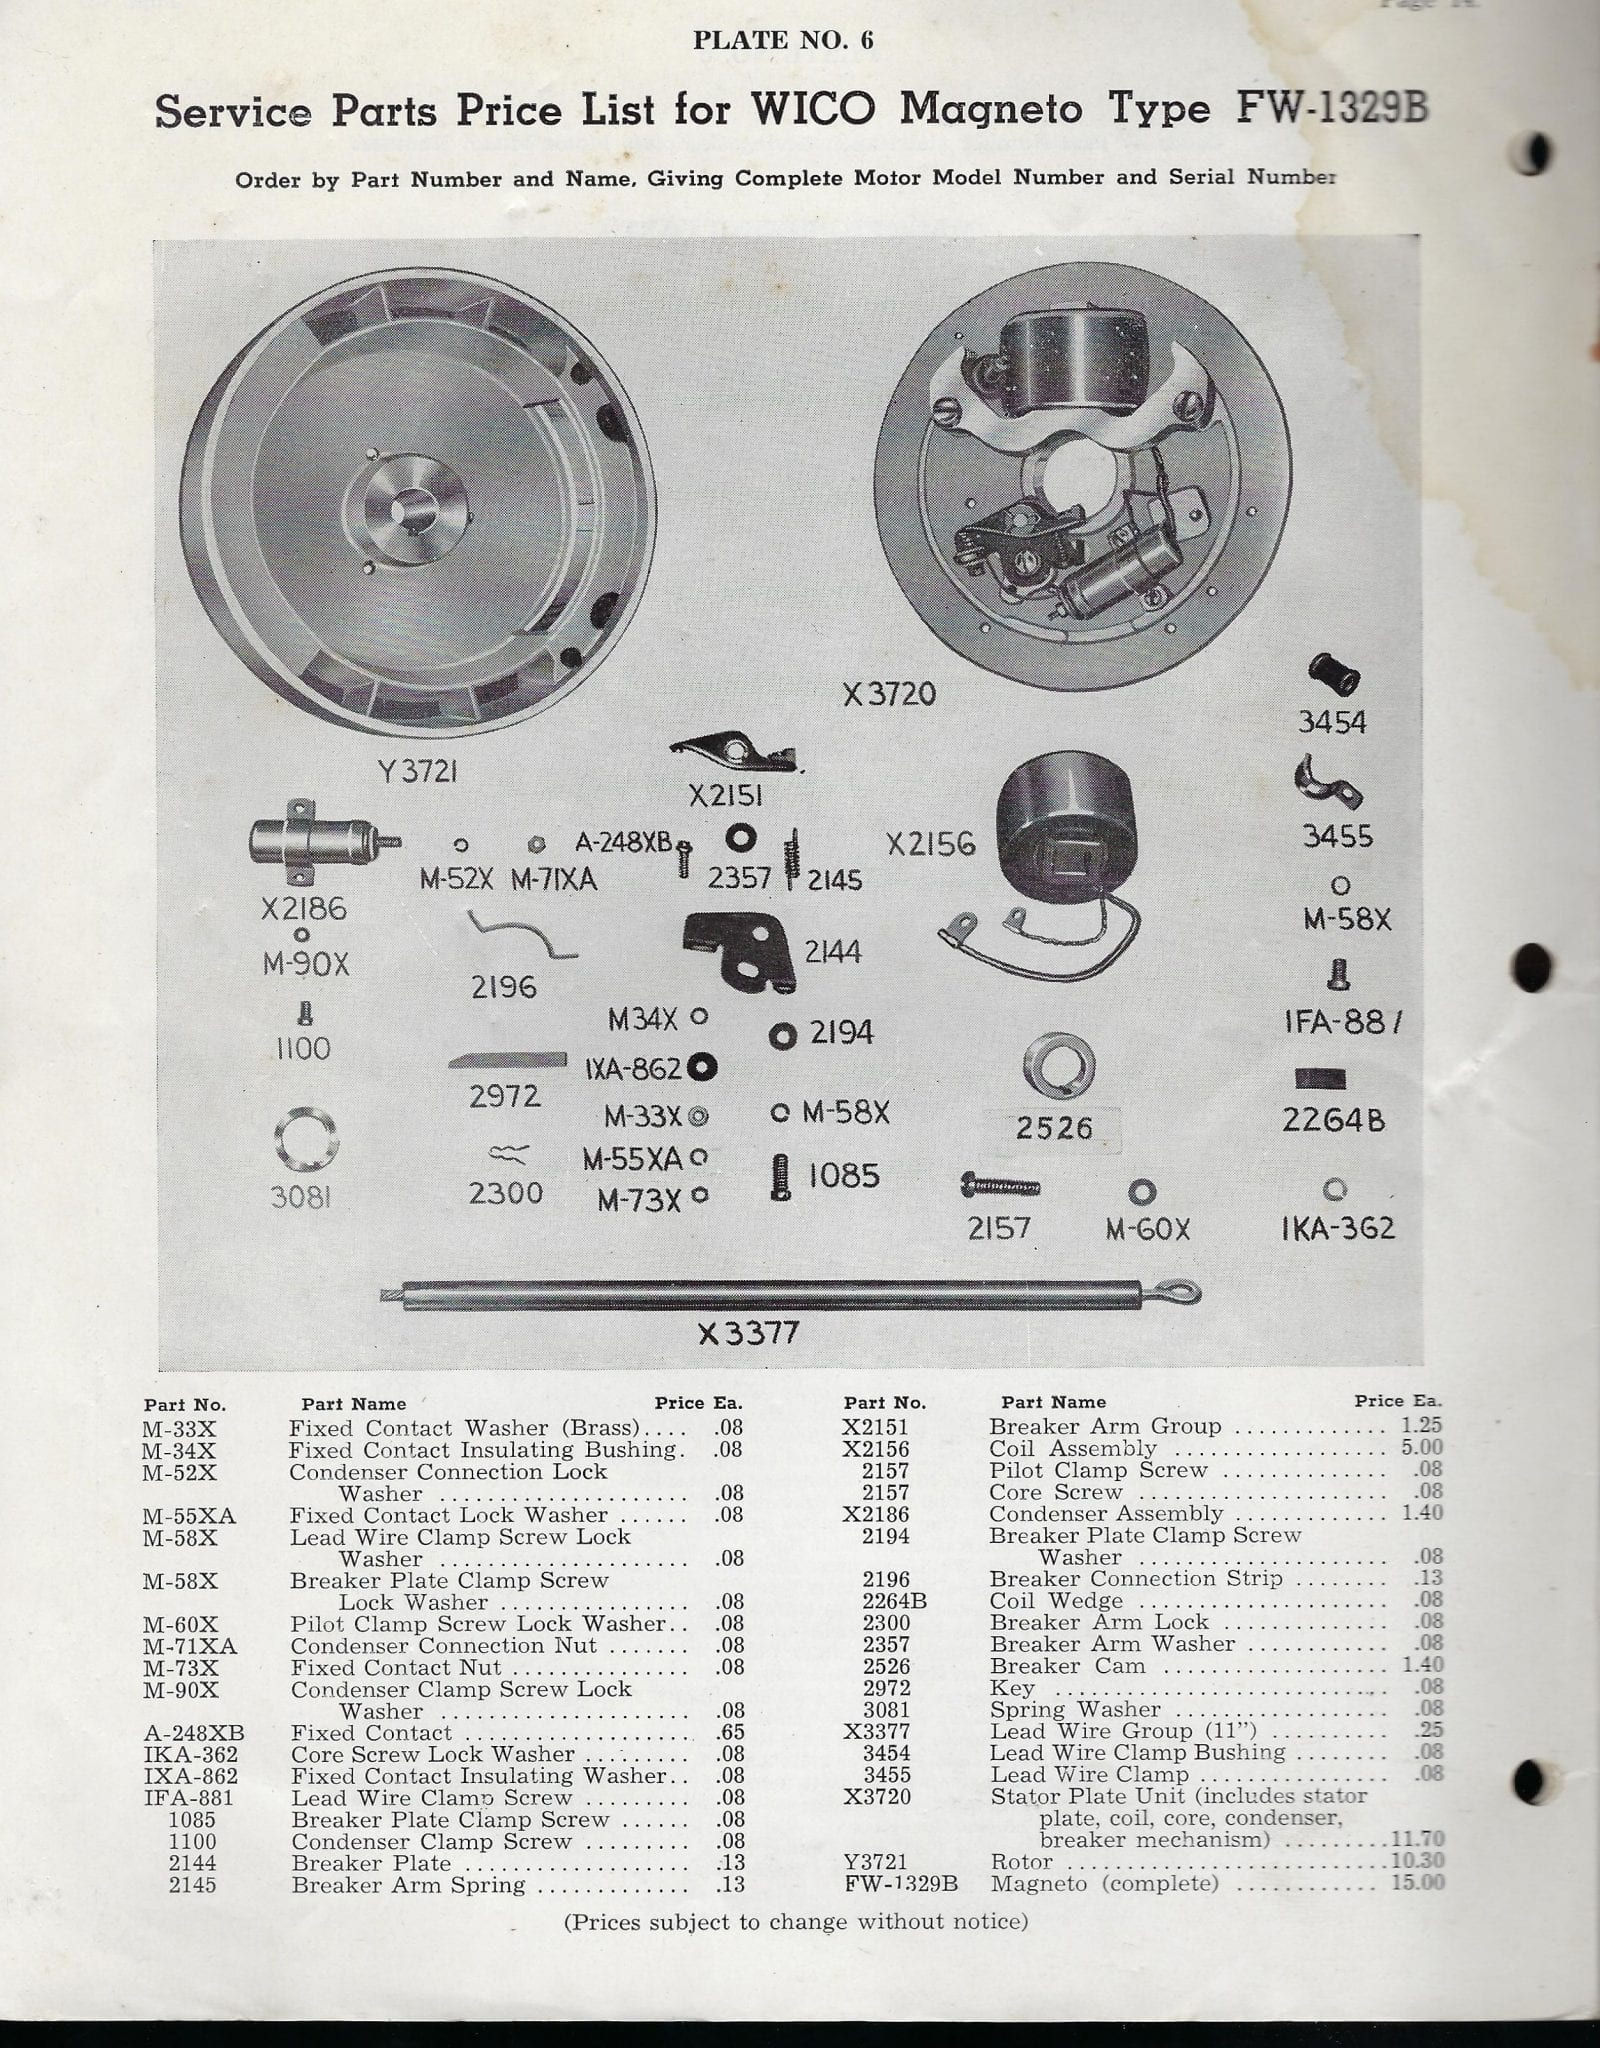 Page 14
PLATE NO. 6
Service Parts Price List for WICO Magneto Type FW-1329B
Order by Part Number and Name, Giving Complete Motor Model Number and Serial Number
X3720
3454
Y3721
X2151
3455
A-248XB
X2156
M-52X M-71XA
2357
2145
X2186
M-58X
M-90X
2196
2144
M34X
2194
IFA-881
1100
IXA-862
2972
M-33X
M-58X
2526
2264B
M-55XA
3081
2300
M-73X
1085
2157
M-60X
IKA-362
X3377
Part No. Part Name Price Ea.
M-33X Fixed Contact Washer (Brass).... .08
M-34X Fixed Contact Insulating Bushing. .08
M-52X Condenser Connection Lock
Washer ...................... .08
M-55XA Fixed Contact Lock Washer ...... .08
M-58X Lead Wire Clamp Screw Lock
Washer ...................... .08
M-58X Breaker Plate Clamp Screw
Lock Washer ................ .08
M-60X Pilot Clamp Screw Lock Washer.. .08
M-71XA Condenser Connection Nut ....... .08
M-73X Fixed Contact Nut ............... .08
M-90X Condenser Clamp Screw Lock
Washer ...................... .08
A-248XB Fixed Contact .................... .65
IKA-362 Core Screw Lock Washer ......... .08
IXA-862 Fixed Contact Insulating Washer.. .08
IFA-881 Lead Wire Clamp Screw ......... .08
1085 Breaker Plate Clamp Screw ...... .08
1100 Condenser Clamp Screw ......... .08
2144 Breaker Plate .................... .13
2145 Breaker Arm Spring ............. .13
Part No. Part Name Price Ea.
X2151 Breaker Arm Group ............. 1.25
X2156 Coil Assembly ................... 5.00
2157 Pilot Clamp Screw ............... .08
2157 Core Screw ...................... .08
X2186 Condenser Assembly ............. 1.40
2194 Breaker Plate Clamp Screw
Washer ...................... .08
2196 Breaker Connection Strip ........ .13
2264B Coil Wedge ...................... .08
2300 Breaker Arm Lock ................ .08
2357 Breaker Arm Washer ............ .08
2526 Breaker Cam .................... 1.40
2972 Key ............................. .08
3081 Spring Washer ................... .08
X3377 Lead Wire Group (11”) .......... .25
3454 Lead Wire Clamp Bushing ........ .08
3455 Lead Wire Clamp ................. .08
X3720 Stator Plate Unit (includes stator
plate, coil, core, condenser,
breaker mechanism) .........11.70
Y3721 Rotor .............................10.30
FW-1329B Magneto (complete) ............ 15.00
(Prices subject to change without notice)